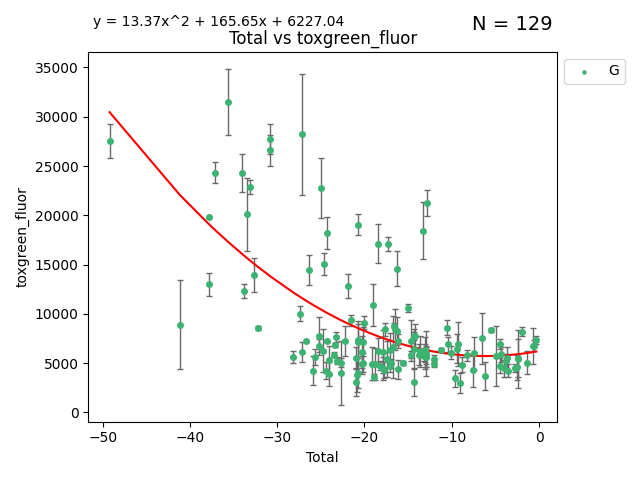 y = 13.37x^2 + 165.65x + 6227.04
N = 129
Total vs toxgreen_fluor
G
toxgreen_fluor
35000
30000
25000
20000
15000
10000
5000
0
−50 −40 −30 −20 −10 0
Total